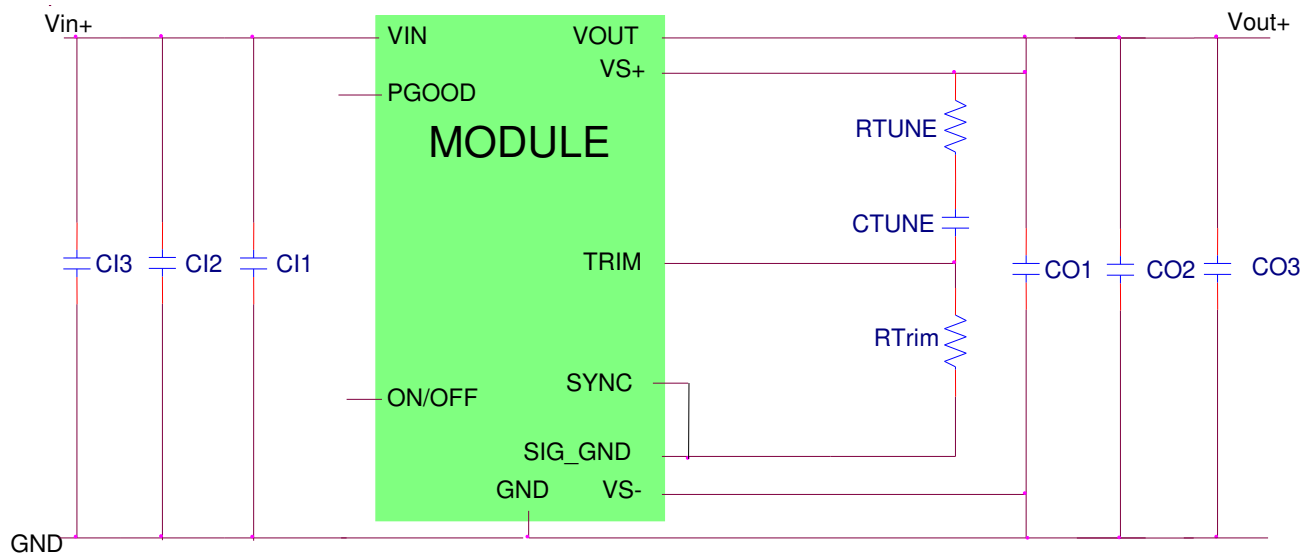 Vin+
VIN
VOUT
Vout+
VS+
PGOOD
MODULE
RTUNE
CTUNE
TRIM
CI3
CI2
CI1
CO1
CO2
CO3
RTrim
SYNC
ON/OFF
SIG_GND
GND
VS-
GND